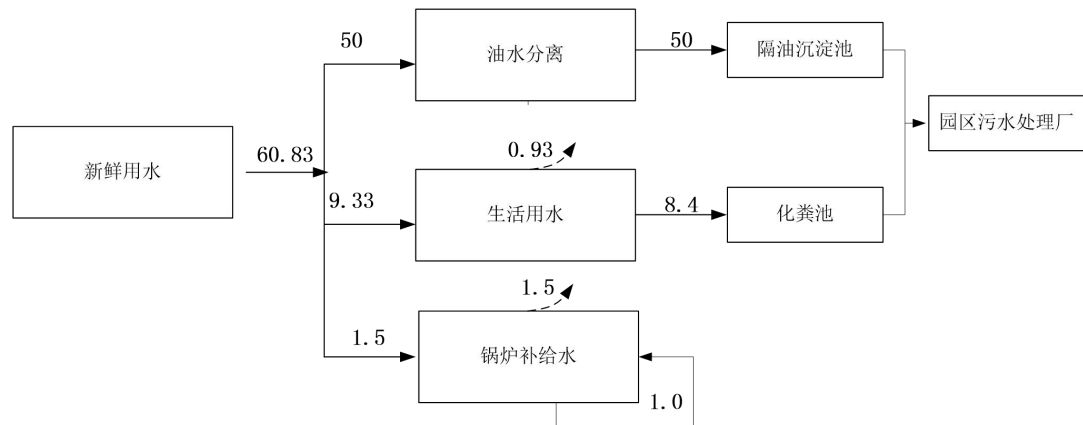 50
油水分离
50
隔油沉淀池
园区污水处理厂
新鲜用水
60.83
0.93
9.33
生活用水
8.4
化粪池
1.5
1.5
锅炉补给水
1.0